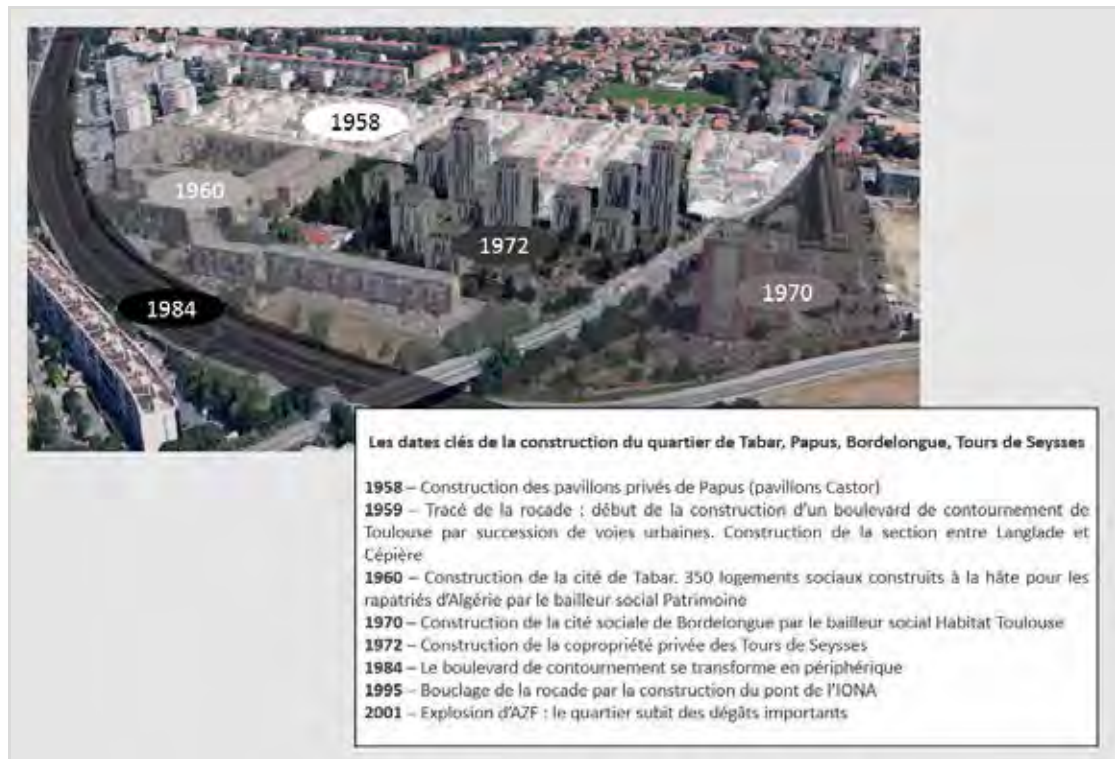 1958
1960
1972
1970
1984
Les dates clés de la construction du quartier de Tabar, Papus, Bordelongue, Tours de Seysses
1958 – Construction des pavillons privés de Papus (pavillons Castor)
1959 – Tracé de la rocade : début de la construction d'un boulevard de contournement de
Toulouse par succession de voies urbaines. Construction de la section entre Langlade et
Cépière
1960 – Construction de la cité de Tabar. 350 logements sociaux construits à la hâte pour les
rapatriés d'Algérie par le bailleur social Patrimoine
1970 – Construction de la cité sociale de Bordelongue par le bailleur social Habitat Toulouse
1972 – Construction de la copropriété privée des Tours de Seysses
1984 – Le boulevard de contournement se transforme en périphérique
1995 – Bouclage de la rocade par la construction du pont de l'IONA
2001 – Explosion d'AZF : le quartier subit des dégâts importants